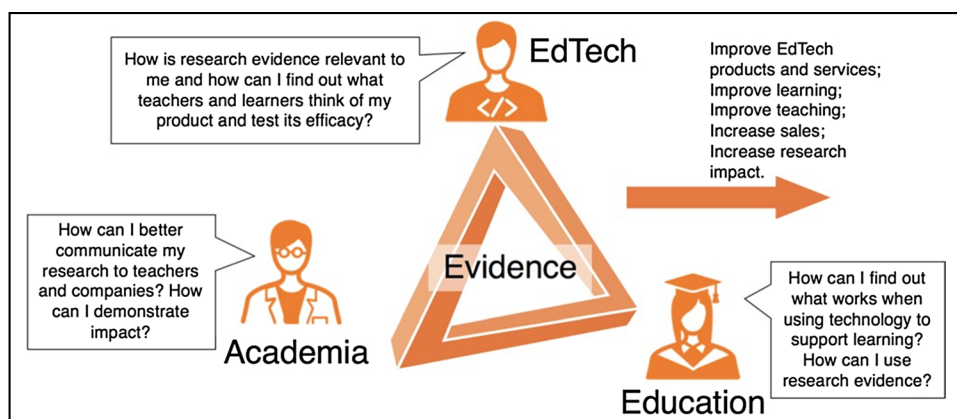 How is research evidence relevant to
me and how can I find out what
teachers and learners think of my
product and test its efficacy?
EdTech
Improve EdTech
products and services;
Improve learning;
Improve teaching;
Increase sales;
Increase research
impact.
</>
How can I better
communicate my
research to teachers
and companies? How
can I demonstrate
impact?
Academia
Evidence
How can I find out
what works when
using technology to
support learning?
How can I use
research evidence?
Education